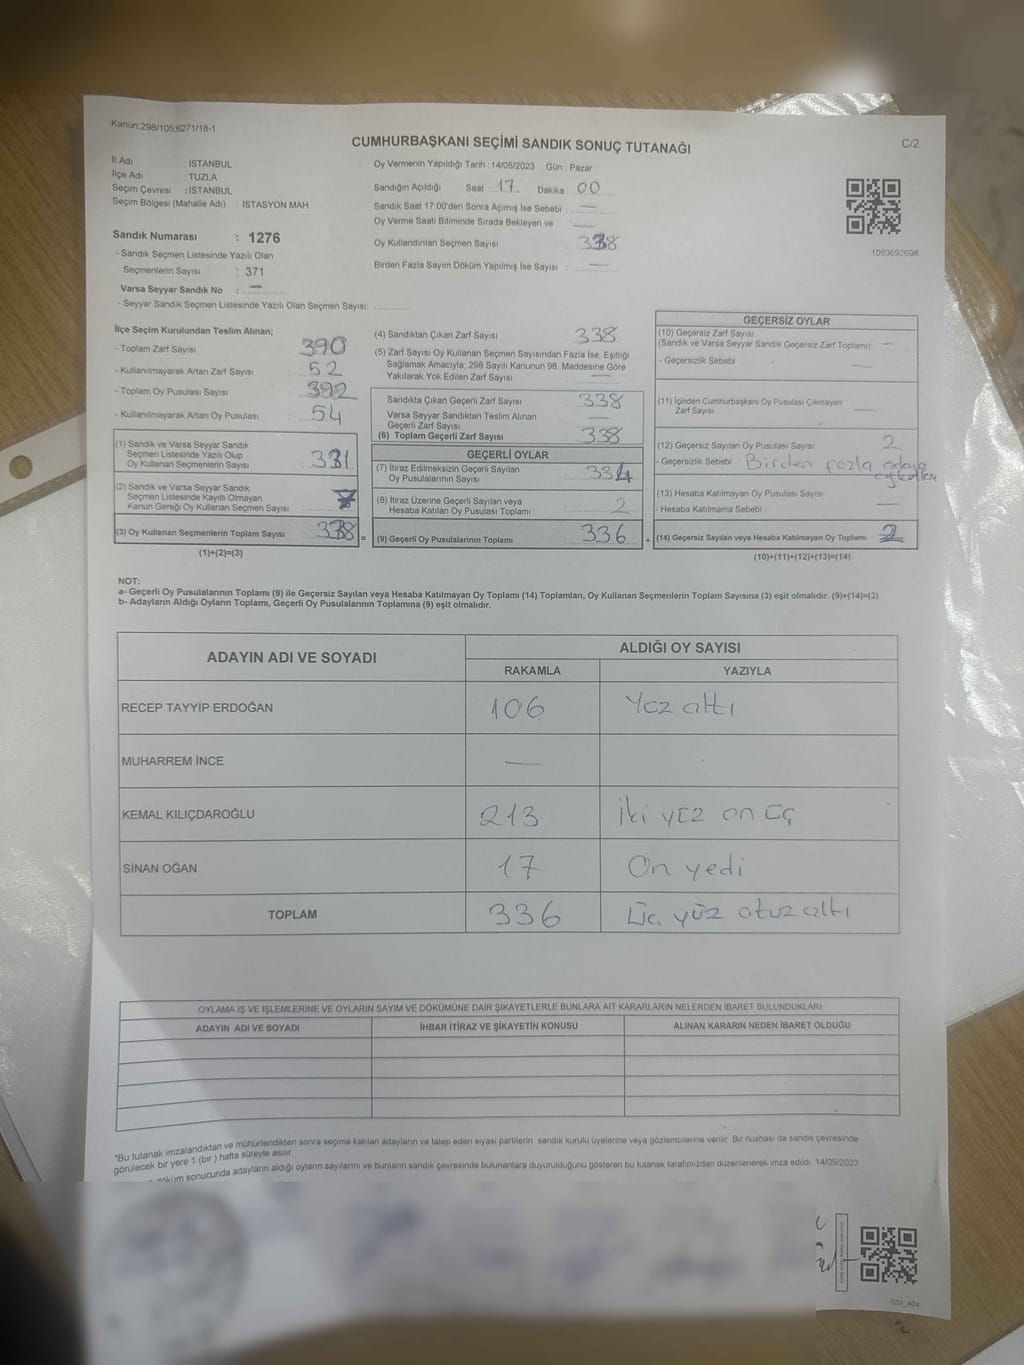 Kanun:298/105;6271/18-1
CUMHURBAŞKANI SEÇİMİ SANDIK SONUÇ TUTANAĞI
C/2
İl Adı : İSTANBUL
İlçe Adı : TUZLA
Seçim Çevresi : İSTANBUL
Seçim Bölgesi (Mahalle Adı) : İSTASYON MAH
Sandık Numarası : 1276
- Sandık Seçmen Listesinde Yazılı Olan
Seçmenlerin Sayısı : 371
Varsa Seyyar Sandık No : —
- Seyyar Sandık Seçmen Listesinde Yazılı Olan Seçmen Sayısı:
Oy Vermenin Yapıldığı Tarih : 14/05/2023 Gün : Pazar
Sandığın Açıldığı Saat : 17 Dakika : 00
Sandık Saat 17.00'den Sonra Açımış İse Sebebi : —
Oy Verme Saati Bitiminde Sırada Bekleyen ve : —
Oy Kullandırılan Seçmen Sayısı : 338
Birden Fazla Sayım Döküm Yapılmış İse Sayısı : —
1093692698
İlçe Seçim Kurulundan Teslim Alınan;
- Toplam Zarf Sayısı : 390
- Kullanılmayarak Artan Zarf Sayısı : 52
- Toplam Oy Pusulası Sayısı : 392
- Kullanılmayarak Artan Oy Pusulası : 54
(1) Sandık ve Varsa Seyyar Sandık
Seçmen Listesinde Yazılı Olup
Oy Kullanan Seçmenlerin Sayısı : 331
(2) Sandık ve Varsa Seyyar Sandık
Seçmen Listesinde Kayıtlı Olmayan
Kanun Gereği Oy Kullanan Seçmen Sayısı : 7
(3) Oy Kullanan Seçmenlerin Toplam Sayısı : 338 =
(1)+(2)=(3)
(4) Sandıktan Çıkan Zarf Sayısı : 338
(5) Zarf Sayısı Oy Kullanan Seçmen Sayısından Fazla İse, Eşitliği
Sağlamak Amacıyla; 298 Sayılı Kanunun 98. Maddesine Göre
Yakılarak Yok Edilen Zarf Sayısı : —
Sandıkta Çıkan Geçerli Zarf Sayısı : 338
Varsa Seyyar Sandıktan Teslim Alınan
Geçerli Zarf Sayısı : —
(6) Toplam Geçerli Zarf Sayısı : 338
GEÇERLİ OYLAR
(7) İtiraz Edilmeksizin Geçerli Sayılan
Oy Pusulalarının Sayısı : 334
(8) İtiraz Üzerine Geçerli Sayılan veya
Hesaba Katılan Oy Pusulası Toplamı : 2
(9) Geçerli Oy Pusulalarının Toplamı : 336 +
GEÇERSİZ OYLAR
(10) Geçersiz Zarf Sayısı
(Sandık ve Varsa Seyyar Sandık Geçersiz Zarf Toplamı) : —
- Geçersizlik Sebebi : —
(11) İçinden Cumhurbaşkanı Oy Pusulası Çıkmayan
Zarf Sayısı : —
(12) Geçersiz Sayılan Oy Pusulası Sayısı : 2
- Geçersizlik Sebebi : Birden fazla adaya
(13) Hesaba Katılmayan Oy Pusulası Sayısı
- Hesaba Katılmama Sebebi : —
(14) Geçersiz Sayılan veya Hesaba Katılmayan Oy Toplamı : 2
(10)+(11)+(12)+(13)=(14)
NOT:
a- Geçerli Oy Pusulalarının Toplamı (9) ile Geçersiz Sayılan veya Hesaba Katılmayan Oy Toplamı (14) Toplamları, Oy Kullanan Seçmenlerin Toplam Sayısına (3) eşit olmalıdır. (9)+(14)=(3)
b- Adayların Aldığı Oyların Toplamı, Geçerli Oy Pusulalarının Toplamına (9) eşit olmalıdır.
ADAYIN ADI VE SOYADI
ALDIĞI OY SAYISI
RAKAMLA YAZIYLA
RECEP TAYYİP ERDOĞAN 106 Yüz altı
MUHARREM İNCE —
KEMAL KILIÇDAROĞLU 213 İki yüz on üç
SİNAN OĞAN 17 On yedi
TOPLAM 336 Üç yüz otuz altı
OYLAMA İŞ VE İŞLEMLERİNE VE OYLARIN SAYIM VE DÖKÜMÜNE DAİR ŞİKAYETLERLE BUNLARA AİT KARARLARIN NELERDEN İBARET BULUNDUKLARI
ADAYIN ADI VE SOYADI İHBAR İTİRAZ VE ŞİKAYETİN KONUSU ALINAN KARARIN NEDEN İBARET OLDUĞU
*Bu tutanak imzalandıktan ve mühürlendikten sonra seçime katılan adayların ve talep eden siyasi partilerin sandık kurulu üyelerine veya gözlemcilerine verilir. Bir nüshası da sandık çevresinde
görülecek bir yere 1 (bir) hafta süreyle asılır.
döküm sonucunda adayların aldığı oyların sayılarını ve bunların sandık çevresinde bulunanlara duyurulduğunu gösteren bu tutanak tarafımızdan düzenlenerek imza edildi. 14/05/2023